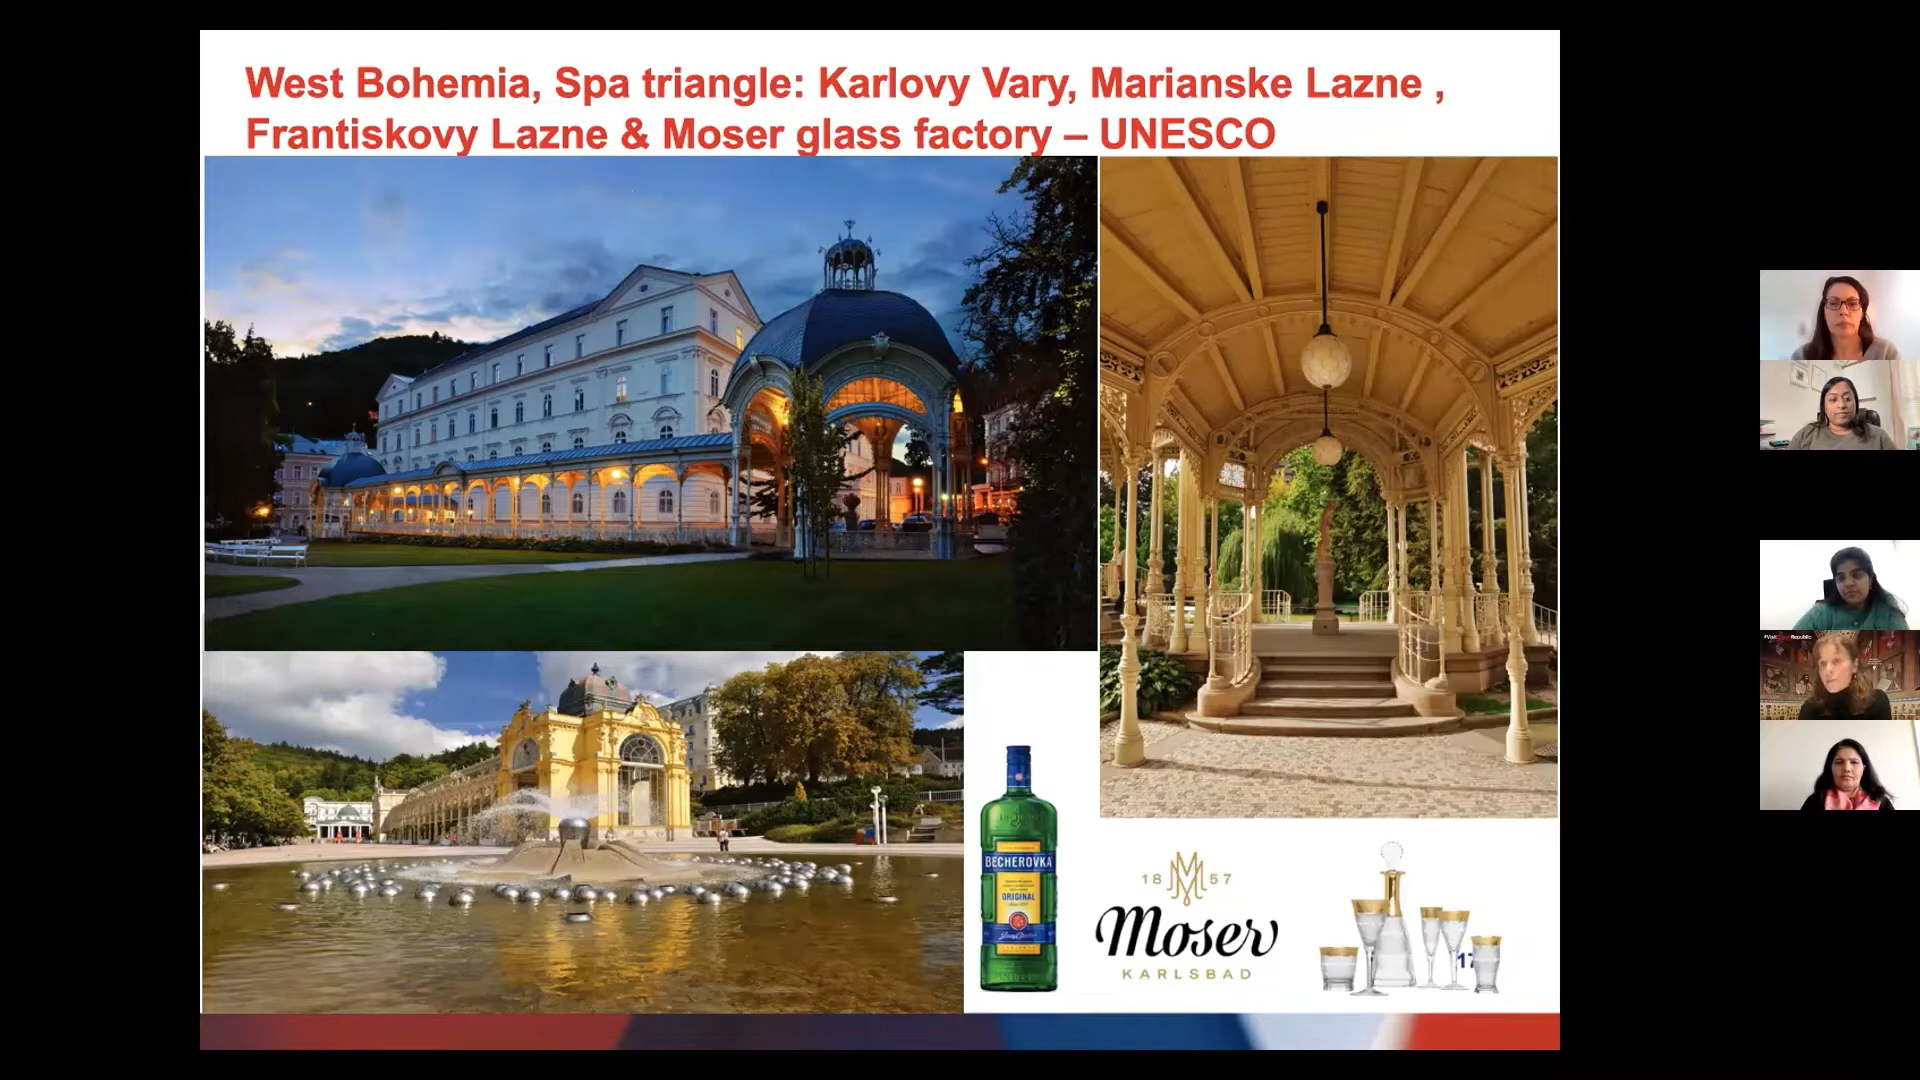 West Bohemia, Spa triangle: Karlovy Vary, Marianske Lazne ,
Frantiskovy Lazne & Moser glass factory – UNESCO
BECHEROVKA
ORIGINAL
18 57
Moser
KARLSBAD
17